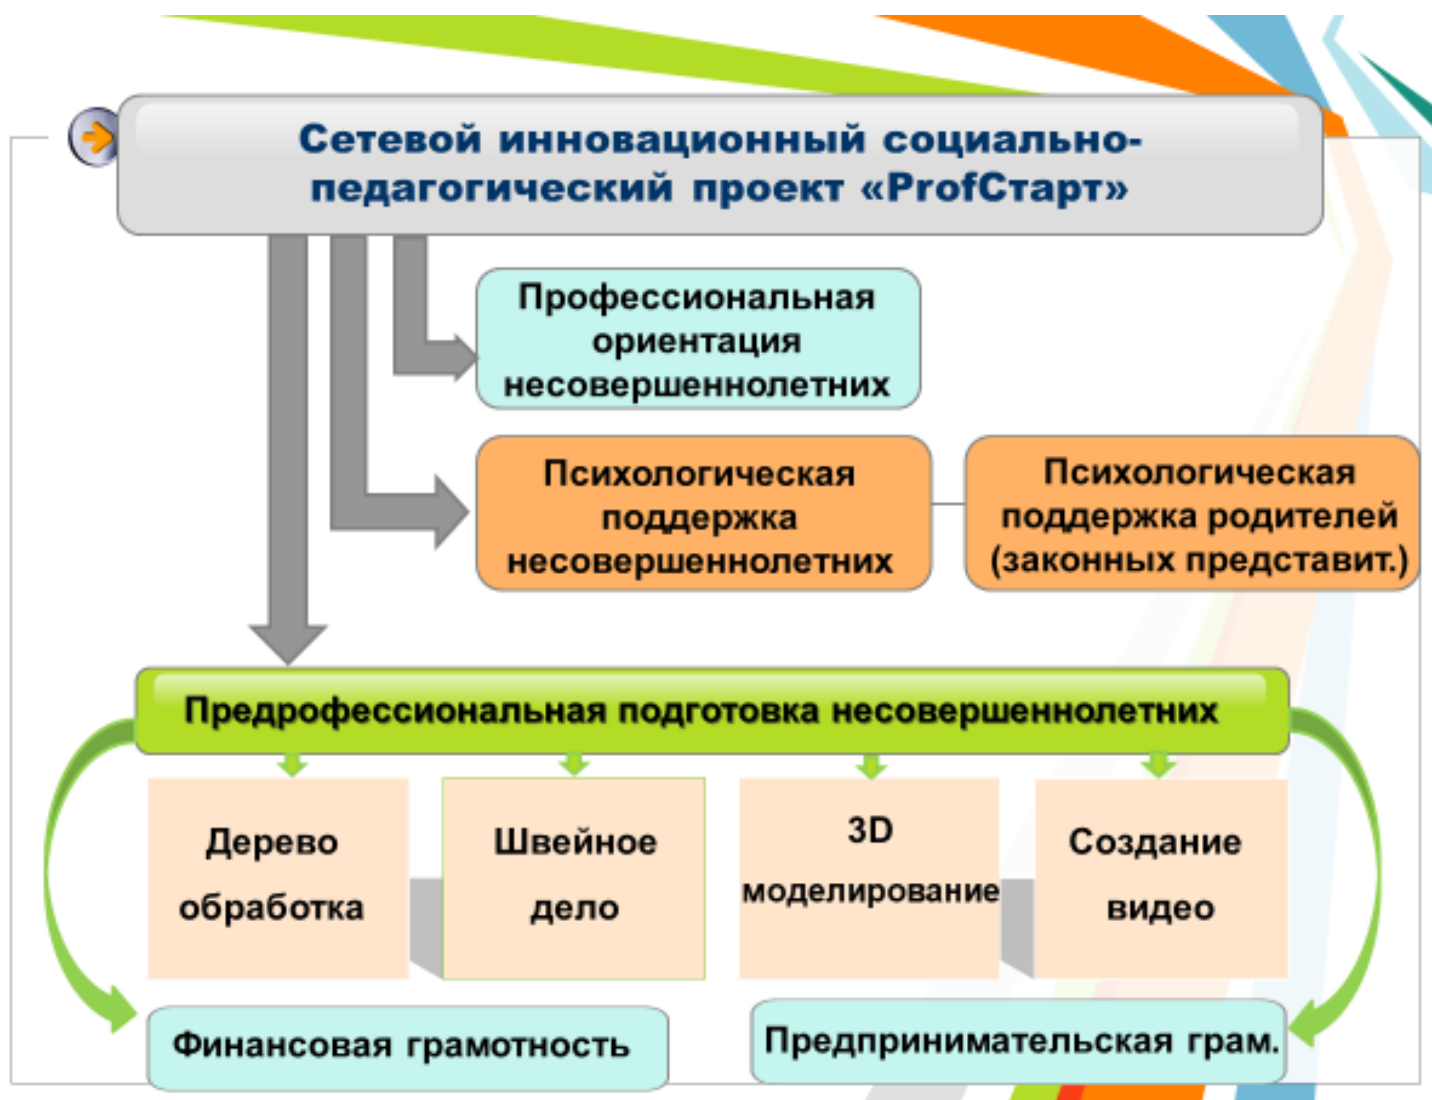 Сетевой инновационный социально-
педагогический проект «ProfСтарт»
Профессиональная
ориентация
несовершеннолетних
Психологическая
поддержка
несовершеннолетних
Психологическая
поддержка родителей
(законных представит.)
Предрофессиональная подготовка несовершеннолетних
Дерево
обработка
Швейное
дело
3D
моделирование
Создание
видео
Финансовая грамотность
Предпринимательская грам.